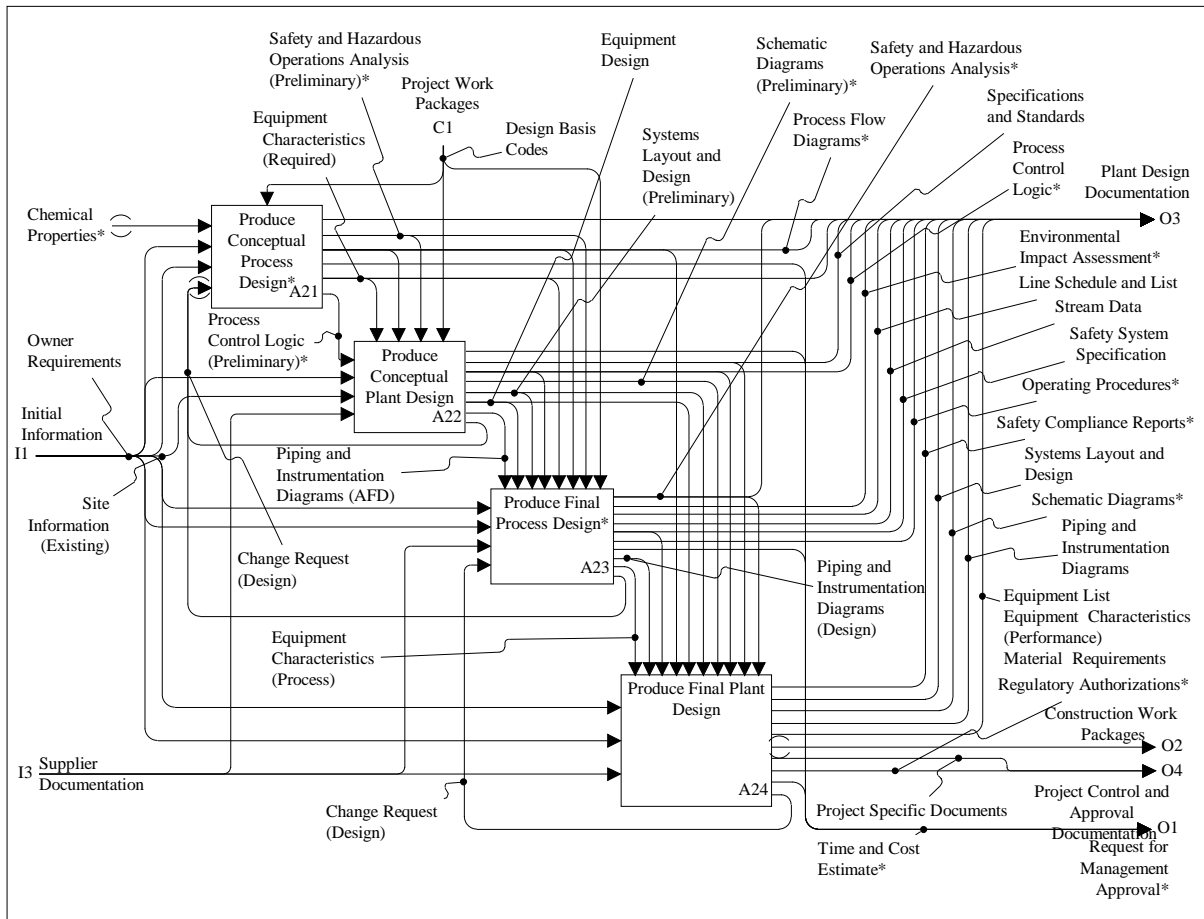 Safety and Hazardous
Operations Analysis
(Preliminary)*
Equipment
Design
Schematic
Diagrams
(Preliminary)*
Safety and Hazardous
Operations Analysis*
Project Work
Packages
C1
Specifications
and Standards
Equipment
Characteristics
(Required)
Design Basis
Codes
Systems
Layout and
Design
(Preliminary)
Process Flow
Diagrams*
Process
Control
Logic*
Plant Design
Documentation
O3
Chemical
Properties*
Produce
Conceptual
Process
Design*
A21
Environmental
Impact Assessment*
Line Schedule and List
Stream Data
Process
Control Logic
(Preliminary)*
Owner
Requirements
Produce
Conceptual
Plant Design
A22
Safety System
Specification
Operating Procedures*
Initial
Information
I1
Safety Compliance Reports*
Piping and
Instrumentation
Diagrams (AFD)
Systems Layout and
Design
Site
Information
(Existing)
Produce Final
Process Design*
A23
Schematic Diagrams*
Change Request
(Design)
Piping and
Instrumentation
Diagrams
(Design)
Piping and
Instrumentation
Diagrams
Equipment
Characteristics
(Process)
Equipment List
Equipment Characteristics
(Performance)
Material Requirements
Produce Final Plant
Design
A24
Regulatory Authorizations*
Construction Work
Packages
O2
I3
Supplier
Documentation
O4
Change Request
(Design)
Project Specific Documents
Project Control and
Approval
Documentation
O1
Time and Cost
Estimate*
Request for
Management
Approval*